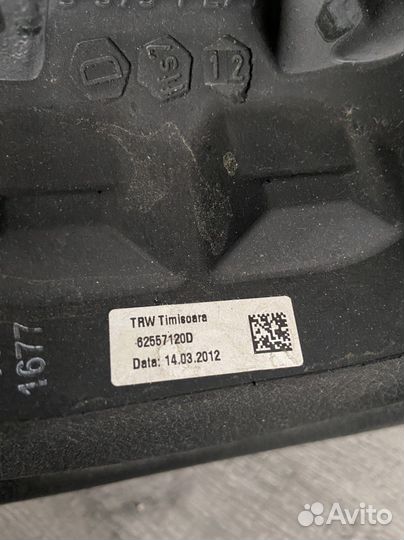 D
12
TRW Timisoara
62557120D
Data: 14.03.2012
1677
Avito